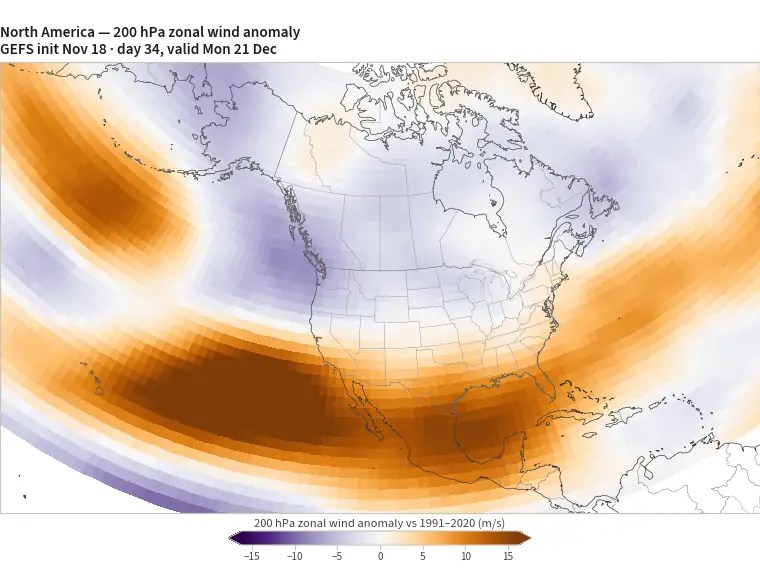 North America — 200 hPa zonal wind anomaly
GEFS init Nov 18 · day 34, valid Mon 21 Dec
200 hPa zonal wind anomaly vs 1991–2020 (m/s)
−15 −10 −5 0 5 10 15